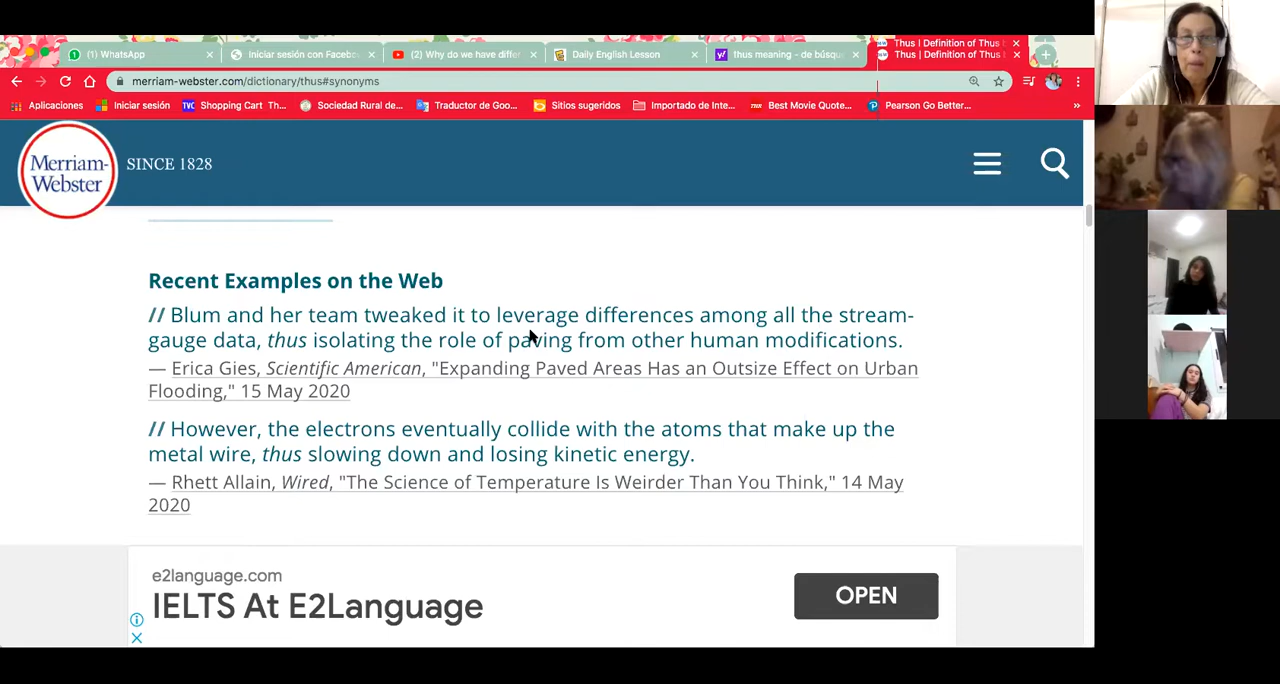 (1) WhatsApp
Iniciar sesión con Faceb
(2) Why do we have diffe
Daily English Lesson
thus meaning - de búsqu
Thus | Definition of Thus b
Thus | Definition of Thus b
merriam-webster.com/dictionary/thus#synonyms
Aplicaciones
Iniciar sesión
TVC Shopping Cart Th...
Sociedad Rural de...
Traductor de Goo...
Sitios sugeridos
Importado de Inte...
Best Movie Quote...
Pearson Go Better...
»
Merriam-
Webster
SINCE 1828
Recent Examples on the Web
// Blum and her team tweaked it to leverage differences among all the stream-
gauge data, thus isolating the role of paving from other human modifications.
— Erica Gies, Scientific American, "Expanding Paved Areas Has an Outsize Effect on Urban
Flooding," 15 May 2020
// However, the electrons eventually collide with the atoms that make up the
metal wire, thus slowing down and losing kinetic energy.
— Rhett Allain, Wired, "The Science of Temperature Is Weirder Than You Think," 14 May
2020
e2language.com
IELTS At E2Language
OPEN